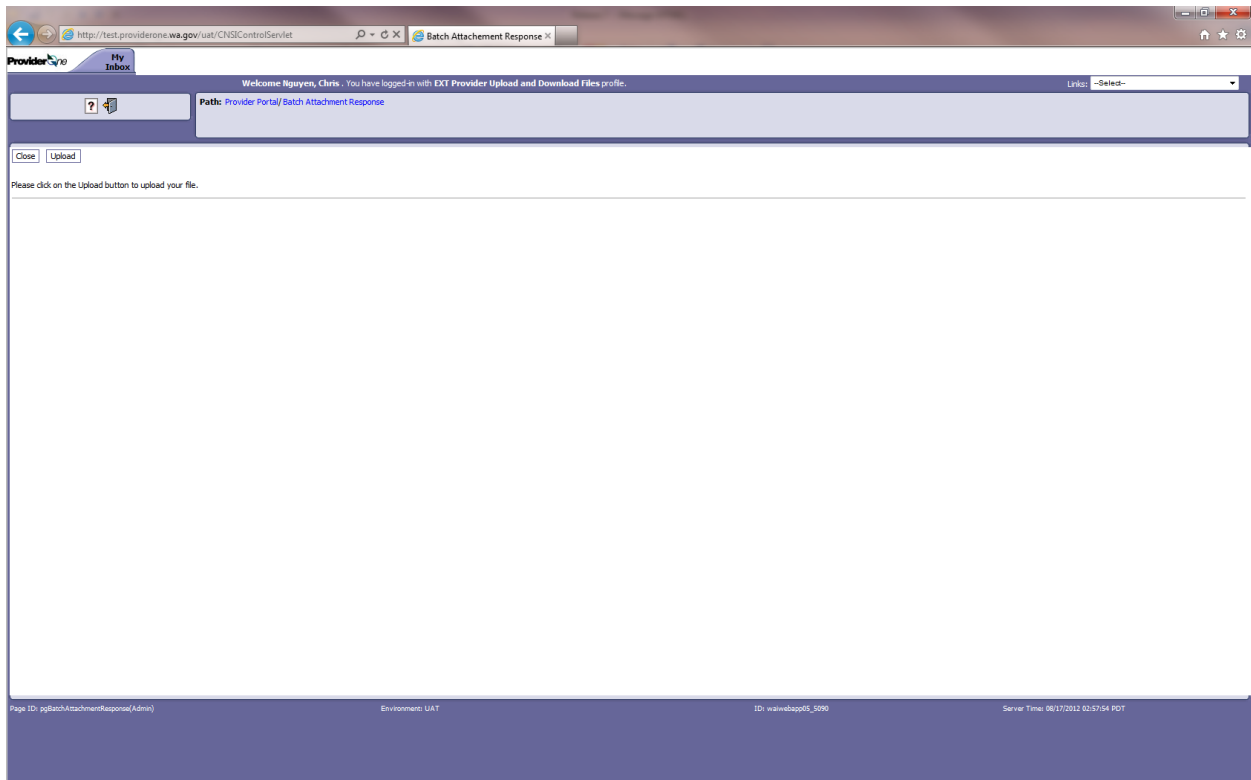 http://test.providerone.wa.gov/uat/CNSIControlServlet
Batch Attachement Response
ProviderOne
My Inbox
Welcome Nguyen, Chris . You have logged-in with EXT Provider Upload and Download Files profile.
Links: --Select--
Path: Provider Portal/ Batch Attachment Response
Close Upload
Please click on the Upload button to upload your file.
Page ID: pgBatchAttachmentResponse(Admin) Environment: UAT ID: waiwebapp05_5090 Server Time: 08/17/2012 02:57:54 PDT